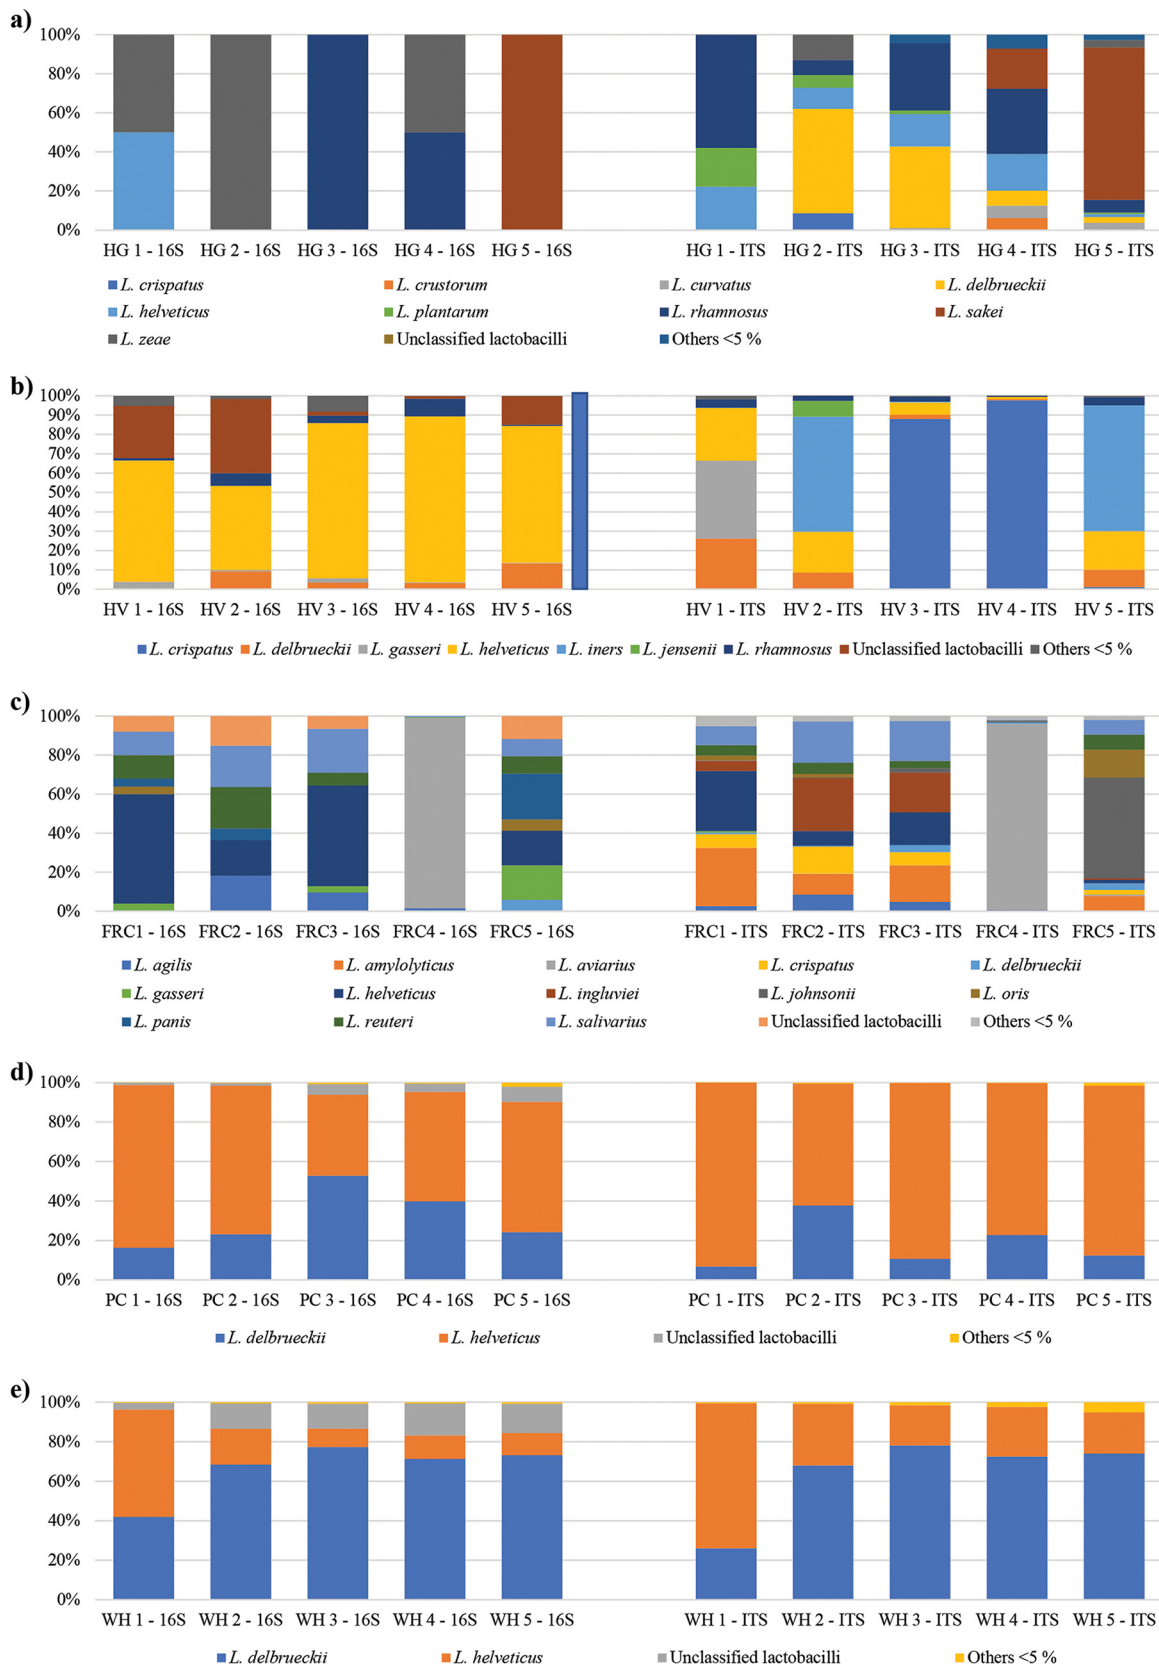 a)
100%
80%
60%
40%
20%
0%
HG 1 - 16S HG 2 - 16S HG 3 - 16S HG 4 - 16S HG 5 - 16S HG 1 - ITS HG 2 - ITS HG 3 - ITS HG 4 - ITS HG 5 - ITS
L. crispatus L. crustorum L. curvatus L. delbrueckii
L. helveticus L. plantarum L. rhamnosus L. sakei
L. zeae Unclassified lactobacilli Others <5 %
b)
100%
90%
80%
70%
60%
50%
40%
30%
20%
10%
0%
HV 1 - 16S HV 2 - 16S HV 3 - 16S HV 4 - 16S HV 5 - 16S HV 1 - ITS HV 2 - ITS HV 3 - ITS HV 4 - ITS HV 5 - ITS
L. crispatus L. delbrueckii L. gasseri L. helveticus L. iners L. jensenii L. rhamnosus Unclassified lactobacilli Others <5 %
c)
100%
80%
60%
40%
20%
0%
FRC1 - 16S FRC2 - 16S FRC3 - 16S FRC4 - 16S FRC5 - 16S FRC1 - ITS FRC2 - ITS FRC3 - ITS FRC4 - ITS FRC5 - ITS
L. agilis L. amylolyticus L. aviarius L. crispatus L. delbrueckii
L. gasseri L. helveticus L. ingluviei L. johnsonii L. oris
L. panis L. reuteri L. salivarius Unclassified lactobacilli Others <5 %
d)
100%
80%
60%
40%
20%
0%
PC 1 - 16S PC 2 - 16S PC 3 - 16S PC 4 - 16S PC 5 - 16S PC 1 - ITS PC 2 - ITS PC 3 - ITS PC 4 - ITS PC 5 - ITS
L. delbrueckii L. helveticus Unclassified lactobacilli Others <5 %
e)
100%
80%
60%
40%
20%
0%
WH 1 - 16S WH 2 - 16S WH 3 - 16S WH 4 - 16S WH 5 - 16S WH 1 - ITS WH 2 - ITS WH 3 - ITS WH 4 - ITS WH 5 - ITS
L. delbrueckii L. helveticus Unclassified lactobacilli Others <5 %